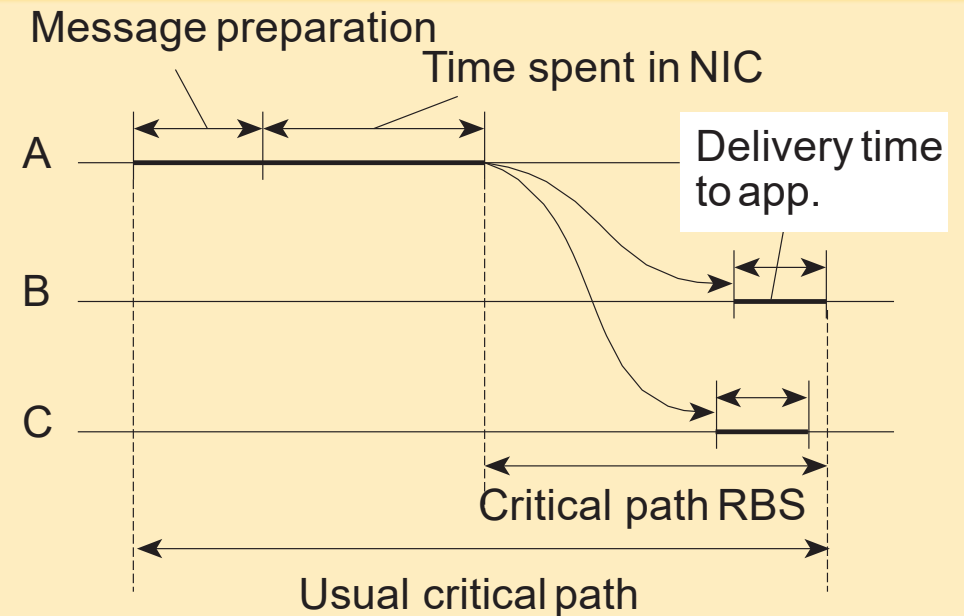 Message preparation
Time spent in NIC
A
Delivery time
to app.
B
C
Critical path RBS
Usual critical path